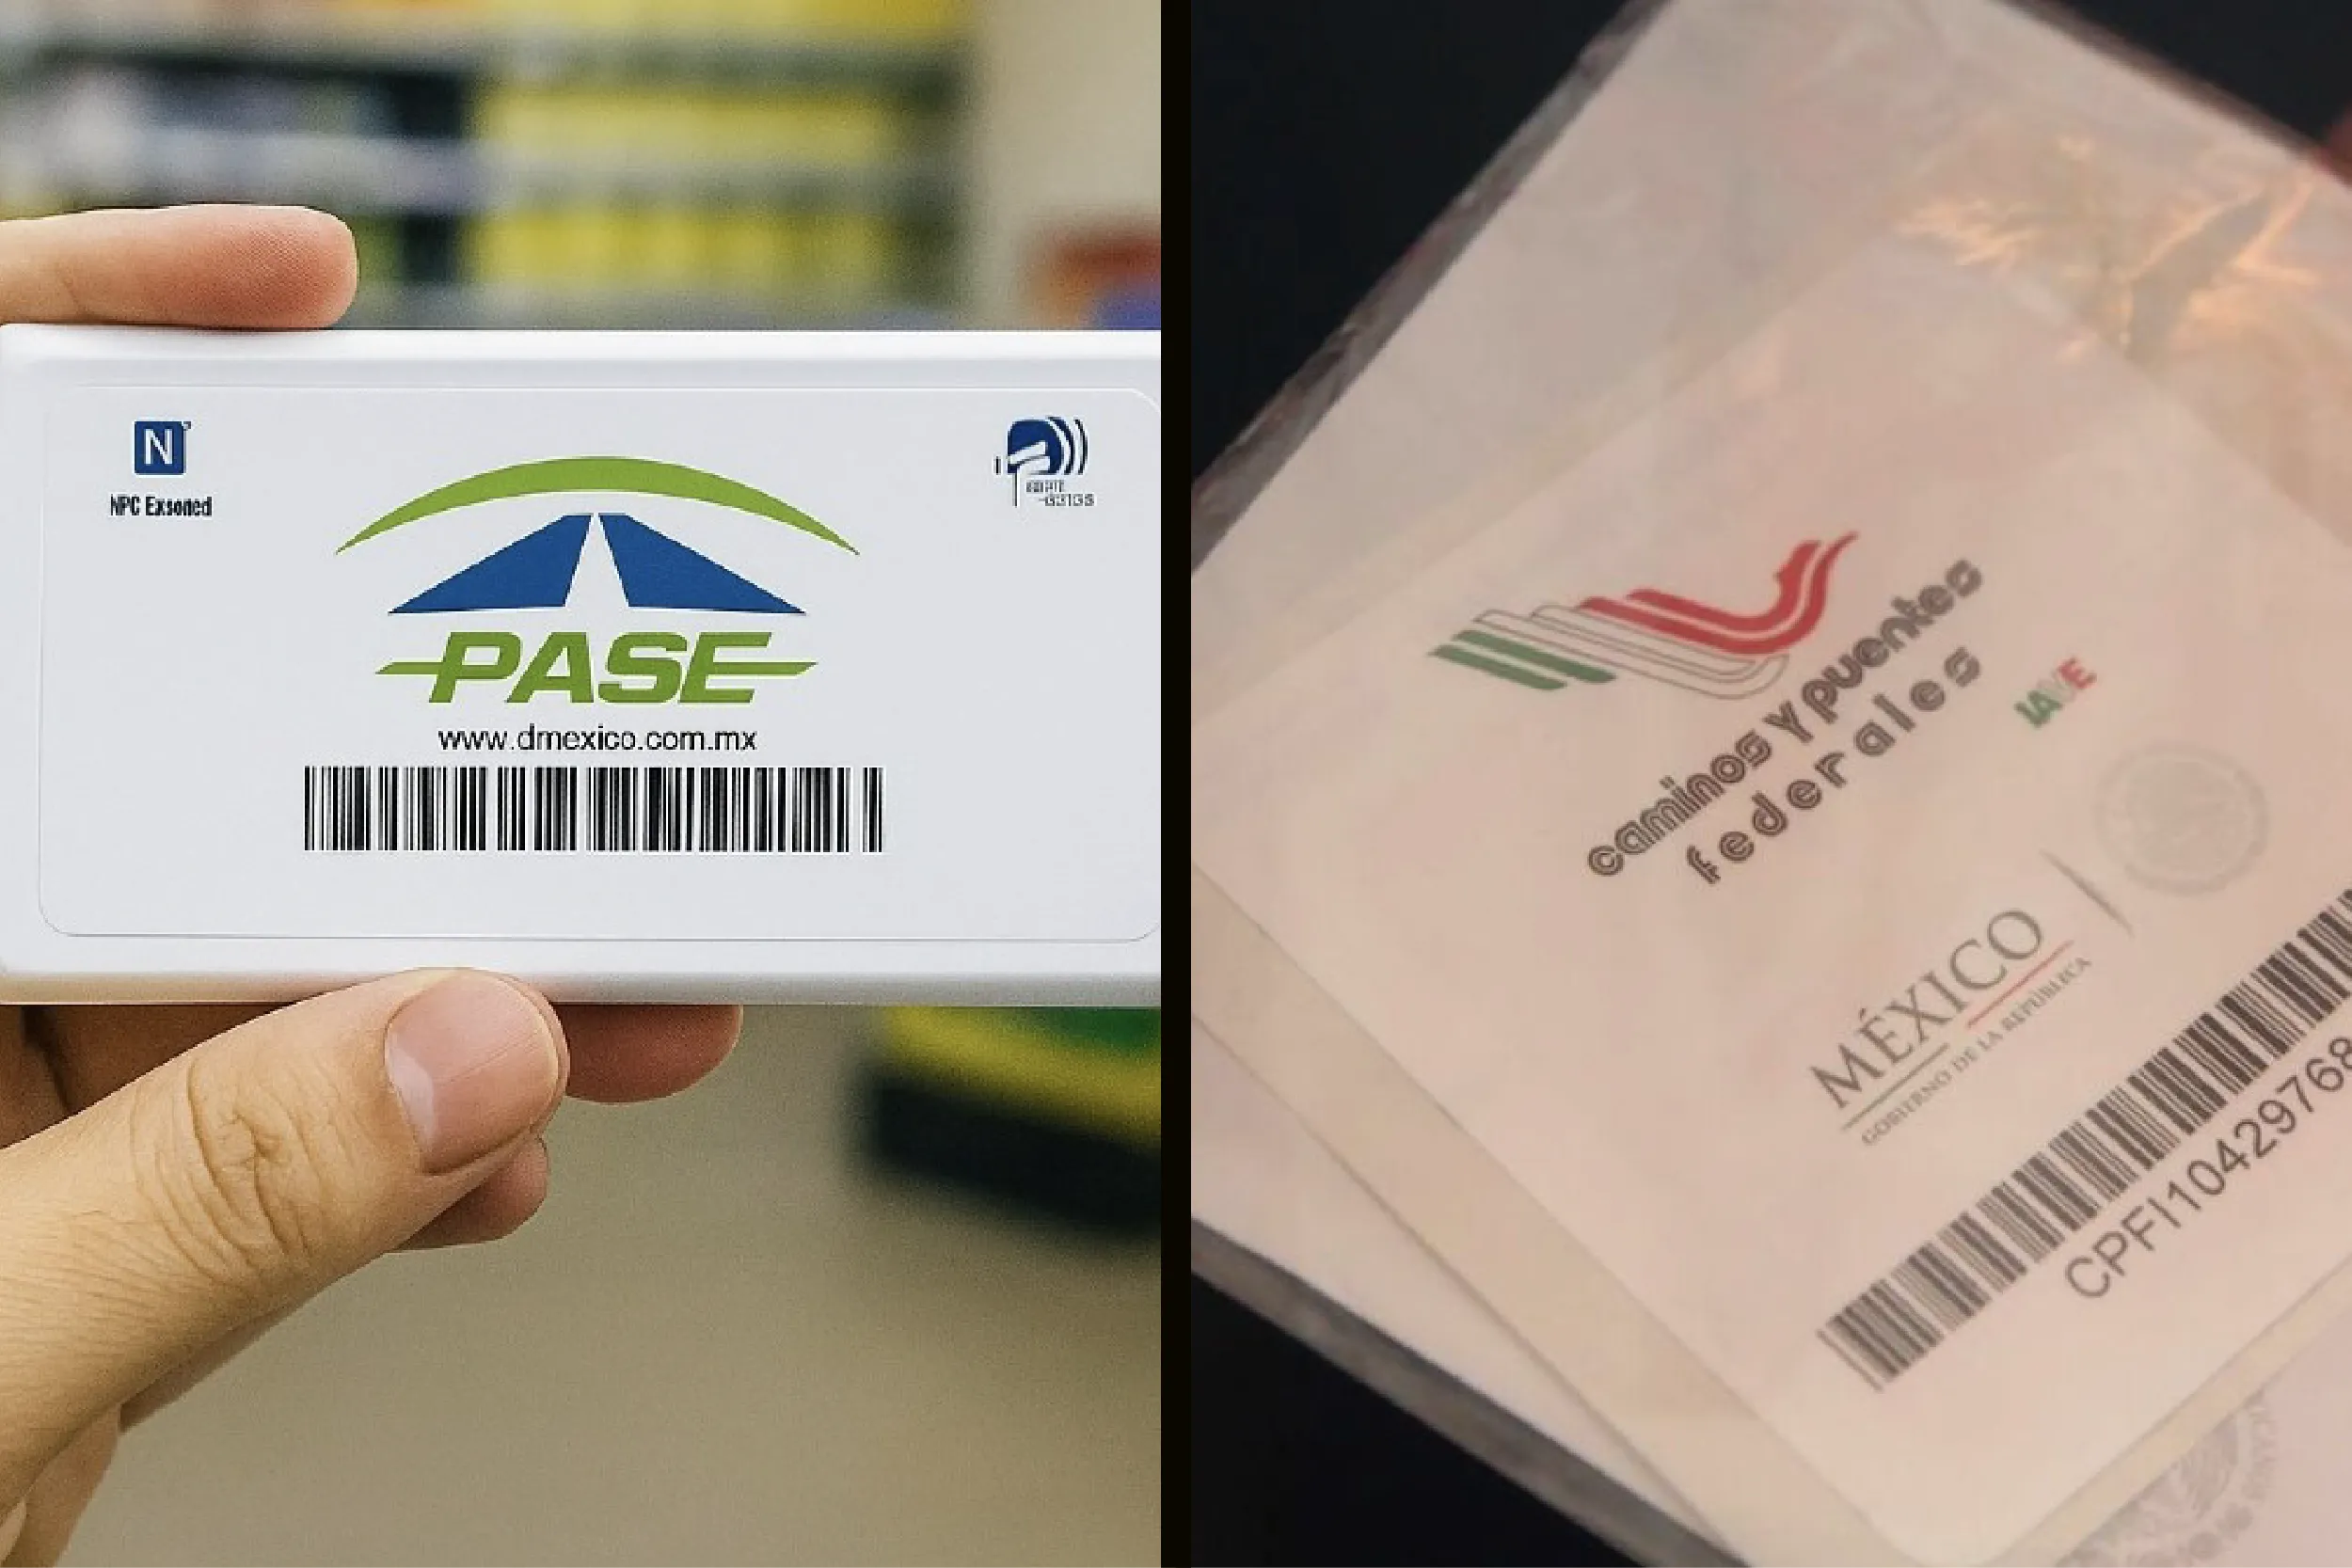 N
NPC Exsoned
PASE
www.dmexico.com.mx
caminos y puentes
federales
IAVE
MÉXICO
GOBIERNO DE LA REPÚBLICA
CPFI10429768